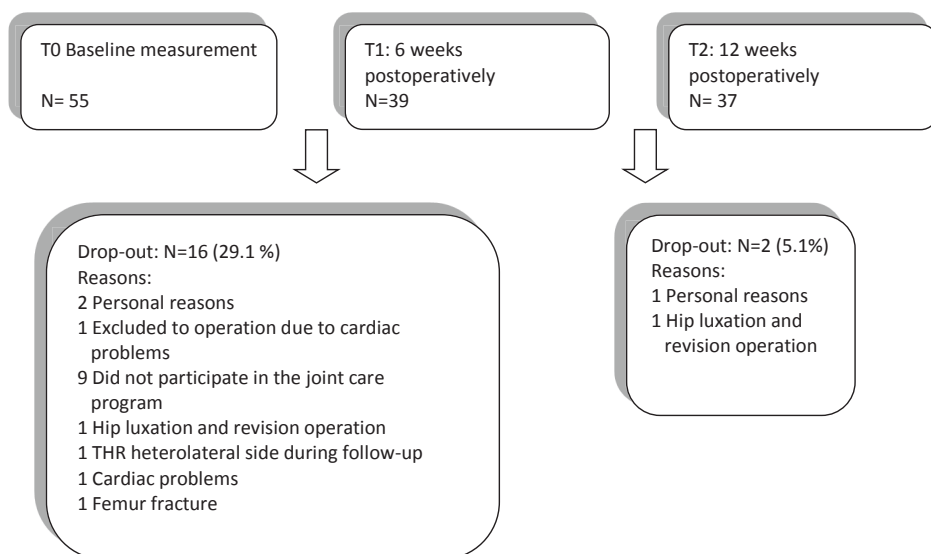 T0 Baseline measurement
N= 55
T1: 6 weeks
postoperatively
N=39
T2: 12 weeks
postoperatively
N= 37
Drop-out: N=16 (29.1 %)
Reasons:
2 Personal reasons
1 Excluded to operation due to cardiac
problems
9 Did not participate in the joint care
program
1 Hip luxation and revision operation
1 THR heterolateral side during follow-up
1 Cardiac problems
1 Femur fracture
Drop-out: N=2 (5.1%)
Reasons:
1 Personal reasons
1 Hip luxation and
revision operation